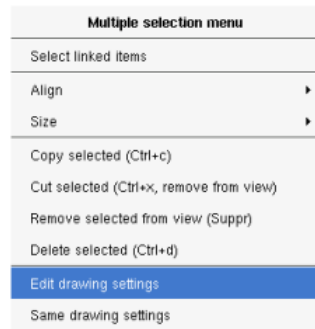 Multiple selection menu
Select linked items
Align
Size
Copy selected (Ctrl+c)
Cut selected (Ctrl+x, remove from view)
Remove selected from view (Suppr)
Delete selected (Ctrl+d)
Edit drawing settings
Same drawing settings